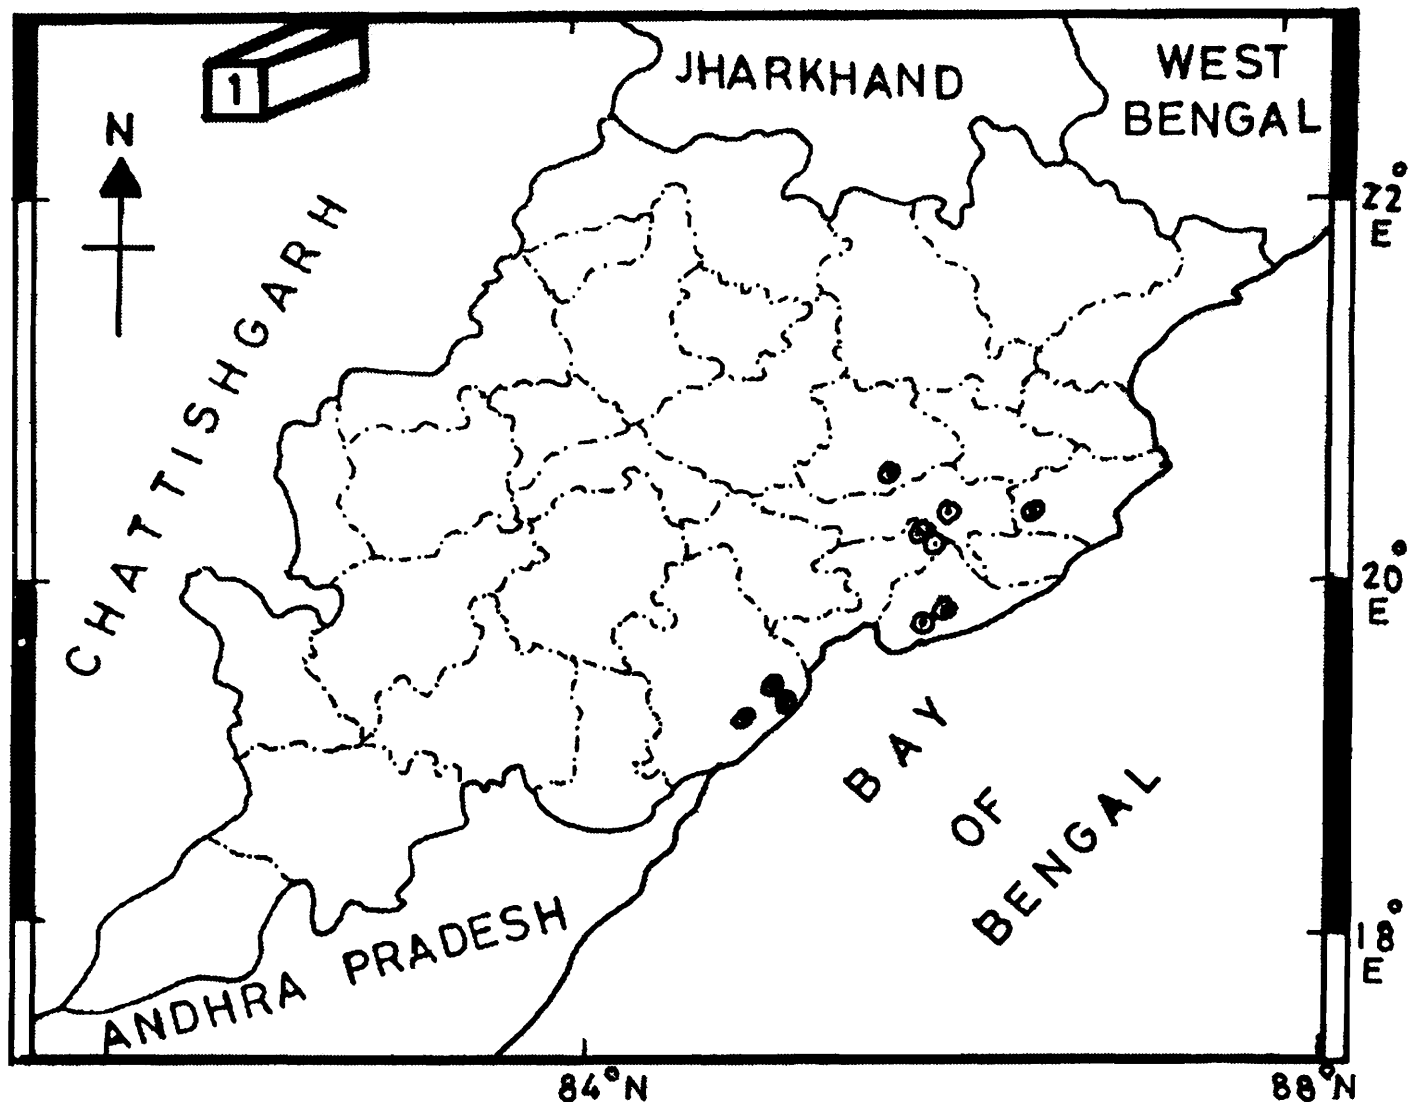 1
N
JHARKHAND
WEST
BENGAL
CHATTISHGARH
22°
E
20°
E
18°
E
BAY
OF
BENGAL
ANDHRA PRADESH
84°N
88°N